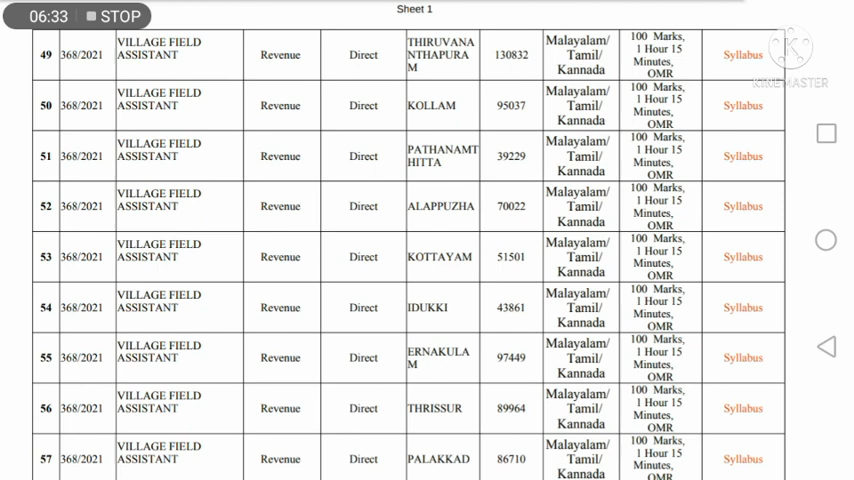 06:33 STOP
Sheet 1
KINEMASTER
49 368/2021 VILLAGE FIELD ASSISTANT Revenue Direct THIRUVANANTHAPURAM 130832 Malayalam/ Tamil/ Kannada 100 Marks, 1 Hour 15 Minutes, OMR Syllabus
50 368/2021 VILLAGE FIELD ASSISTANT Revenue Direct KOLLAM 95037 Malayalam/ Tamil/ Kannada 100 Marks, 1 Hour 15 Minutes, OMR Syllabus
51 368/2021 VILLAGE FIELD ASSISTANT Revenue Direct PATHANAMTHITTA 39229 Malayalam/ Tamil/ Kannada 100 Marks, 1 Hour 15 Minutes, OMR Syllabus
52 368/2021 VILLAGE FIELD ASSISTANT Revenue Direct ALAPPUZHA 70022 Malayalam/ Tamil/ Kannada 100 Marks, 1 Hour 15 Minutes, OMR Syllabus
53 368/2021 VILLAGE FIELD ASSISTANT Revenue Direct KOTTAYAM 51501 Malayalam/ Tamil/ Kannada 100 Marks, 1 Hour 15 Minutes, OMR Syllabus
54 368/2021 VILLAGE FIELD ASSISTANT Revenue Direct IDUKKI 43861 Malayalam/ Tamil/ Kannada 100 Marks, 1 Hour 15 Minutes, OMR Syllabus
55 368/2021 VILLAGE FIELD ASSISTANT Revenue Direct ERNAKULAM 97449 Malayalam/ Tamil/ Kannada 100 Marks, 1 Hour 15 Minutes, OMR Syllabus
56 368/2021 VILLAGE FIELD ASSISTANT Revenue Direct THRISSUR 89964 Malayalam/ Tamil/ Kannada 100 Marks, 1 Hour 15 Minutes, OMR Syllabus
57 368/2021 VILLAGE FIELD ASSISTANT Revenue Direct PALAKKAD 86710 Malayalam/ Tamil/ Kannada 100 Marks, 1 Hour 15 Minutes, OMR Syllabus